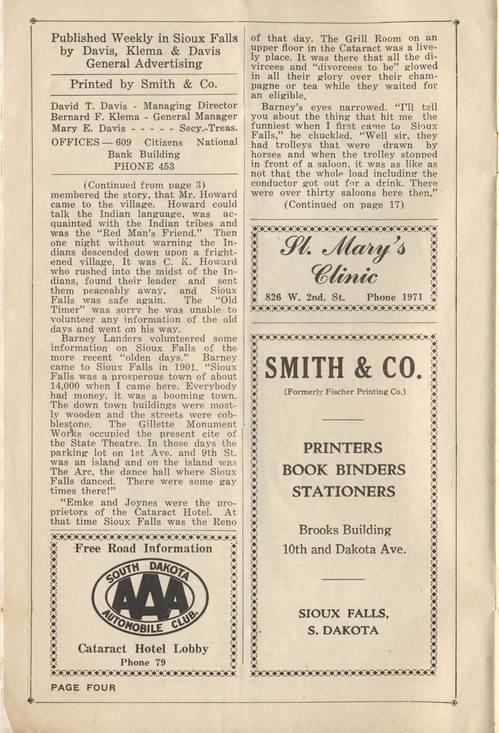 Published Weekly in Sioux Falls
by Davis, Klema & Davis
General Advertising
Printed by Smith & Co.
David T. Davis - Managing Director
Bernard F. Klema - General Manager
Mary E. Davis - - - - - Secy.-Treas.
OFFICES — 609 Citizens National
Bank Building
PHONE 453
(Continued from page 3)
membered the story, that Mr. Howard
came to the village. Howard could
talk the Indian language, was ac-
quainted with the Indian tribes and
was the "Red Man's Friend." Then
one night without warning the In-
dians descended down upon a fright-
ened village. It was C. K. Howard
who rushed into the midst of the In-
dians, found their leader and sent
them peaceably away, and Sioux
Falls was safe again. The "Old
Timer" was sorry he was unable to
volunteer any information of the old
days and went on his way.
Barney Landers volunteered some
information on Sioux Falls of the
more recent "olden days." Barney
came to Sioux Falls in 1901. "Sioux
Falls was a prosperous town of about
14,000 when I came here. Everybody
had money, it was a booming town.
The down town buildings were most-
ly wooden and the streets were cob-
blestone. The Gillette Monument
Works occupied the present cite of
the State Theatre. In those days the
parking lot on 1st Ave. and 9th St.
was an island and on the island was
The Arc, the dance hall where Sioux
Falls danced. There were some gay
times there!"
"Emke and Joynes were the pro-
prietors of the Cataract Hotel. At
that time Sioux Falls was the Reno
Free Road Information
SOUTH DAKOTA
AAA
AUTOMOBILE CLUB.
Cataract Hotel Lobby
Phone 79
PAGE FOUR
of that day. The Grill Room on an
upper floor in the Cataract was a live-
ly place. It was there that all the di-
vircees and "divorcees to be" glowed
in all their glory over their cham-
pagne or tea while they waited for
an eligible.
Barney's eyes narrowed. "I'll tell
you about the thing that hit me the
funniest when I first came to Sioux
Falls," he chuckled. "Well sir, they
had trolleys that were drawn by
horses and when the trolley stopped
in front of a saloon, it was as like as
not that the whole load including the
conductor got out for a drink. There
were over thirty saloons here then."
(Continued on page 17)
St. Mary's
Clinic
826 W. 2nd. St. Phone 1971
SMITH & CO.
(Formerly Fischer Printing Co.)
PRINTERS
BOOK BINDERS
STATIONERS
Brooks Building
10th and Dakota Ave.
SIOUX FALLS,
S. DAKOTA